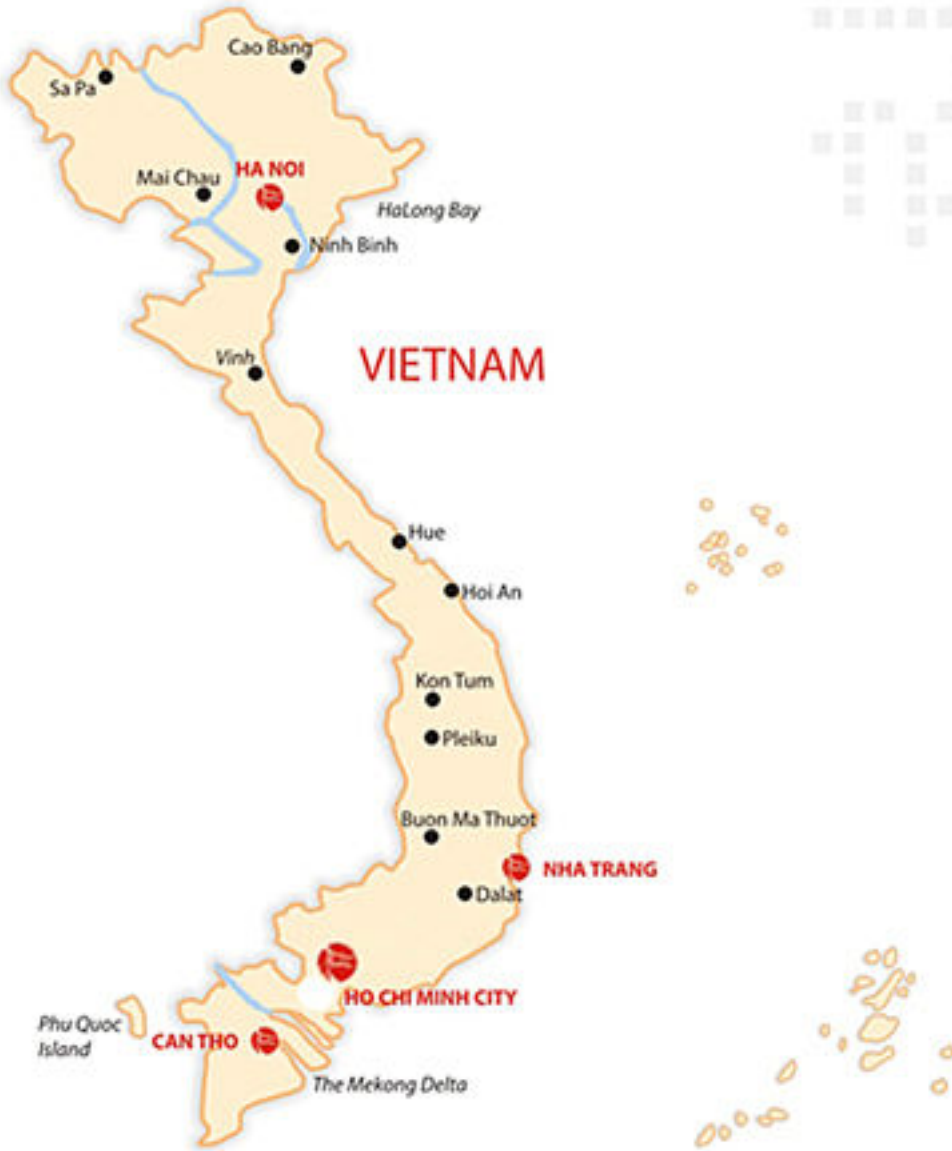 Cao Bang
Sa Pa
HA NOI
Mai Chau
HaLong Bay
Ninh Binh
VIETNAM
Vinh
Hue
Hoi An
Kon Tum
Pleiku
Buon Ma Thuot
NHA TRANG
Dalat
HO CHI MINH CITY
Phu Quoc
Island
CAN THO
The Mekong Delta